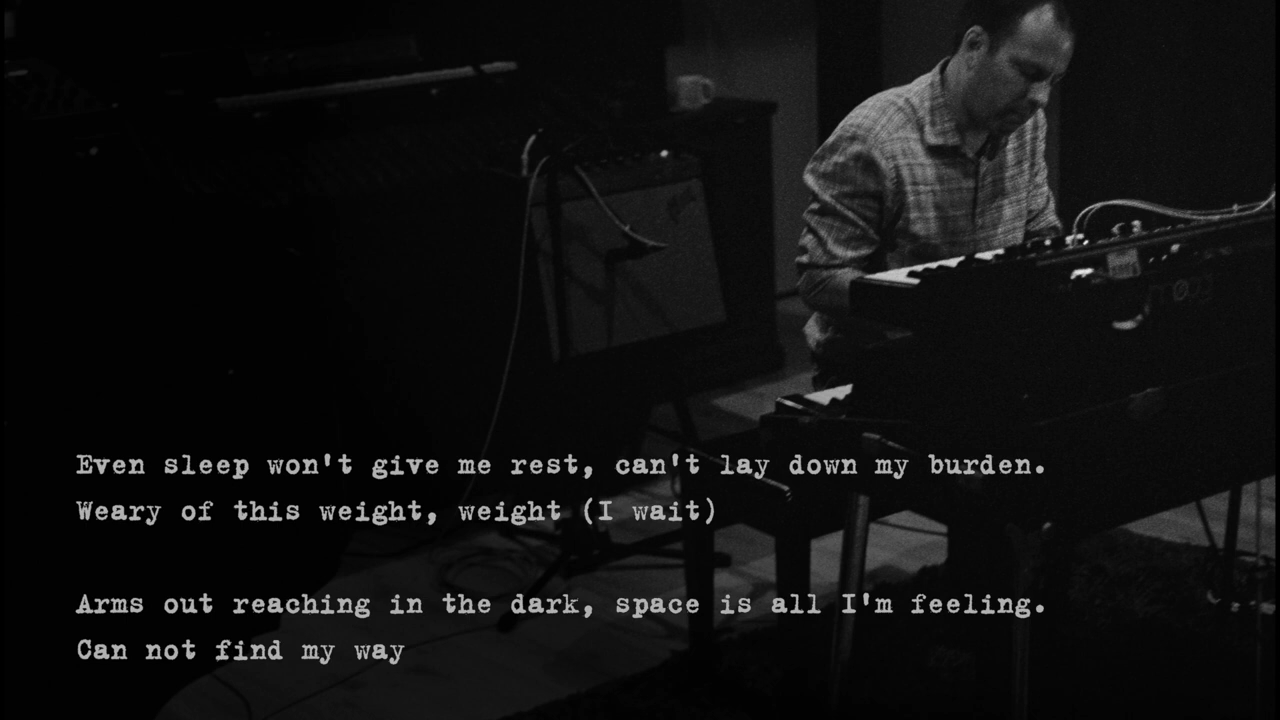 Even sleep won't give me rest, can't lay down my burden.
Weary of this weight, weight (I wait)
Arms out reaching in the dark, space is all I'm feeling.
Can not find my way